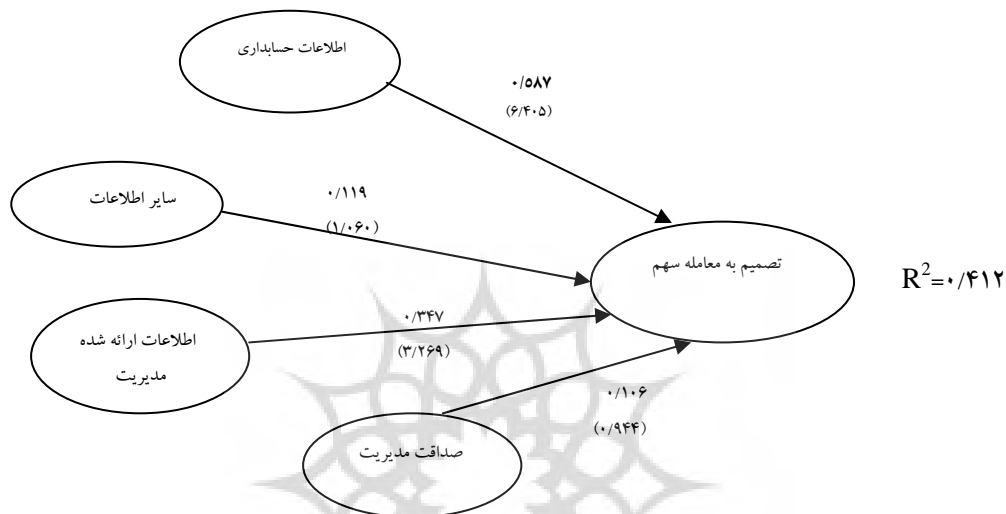 اطلاعات حسابداری
۰/۵۸۷
(۶/۴۰۵)
سایر اطلاعات
۰/۱۱۹
(۱/۰۶۰)
تصمیم به معامله سهم
R²=۰/۴۱۲
اطلاعات ارائه شده
مدیریت
۰/۳۴۷
(۳/۲۶۹)
۰/۱۰۶
(۰/۹۴۴)
صداقت مدیریت